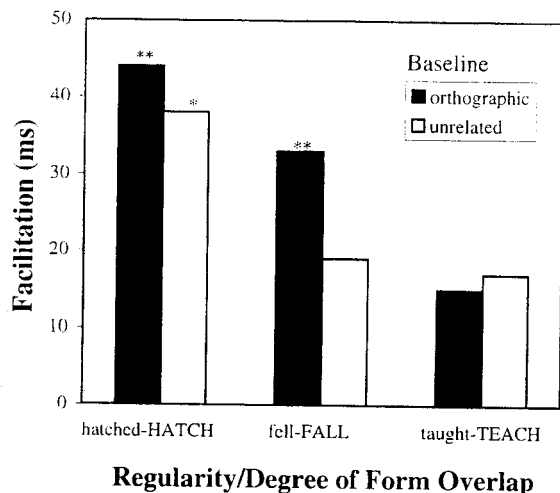 50
40
30
20
10
0
Facilitation (ms)
**
*
**
Baseline
orthographic
unrelated
hatched-HATCH fell-FALL taught-TEACH
Regularity/Degree of Form Overlap